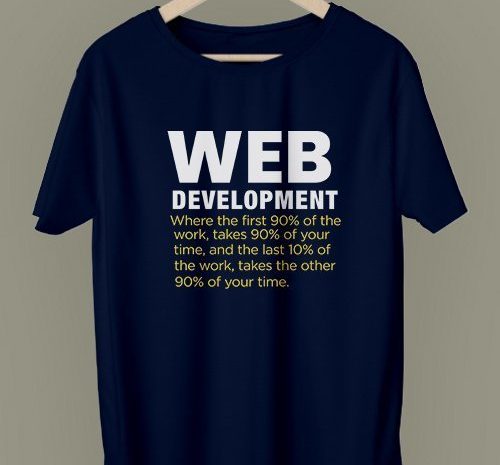 WEB
DEVELOPMENT
Where the first 90% of the
work, takes 90% of your
time, and the last 10% of
the work, takes the other
90% of your time.